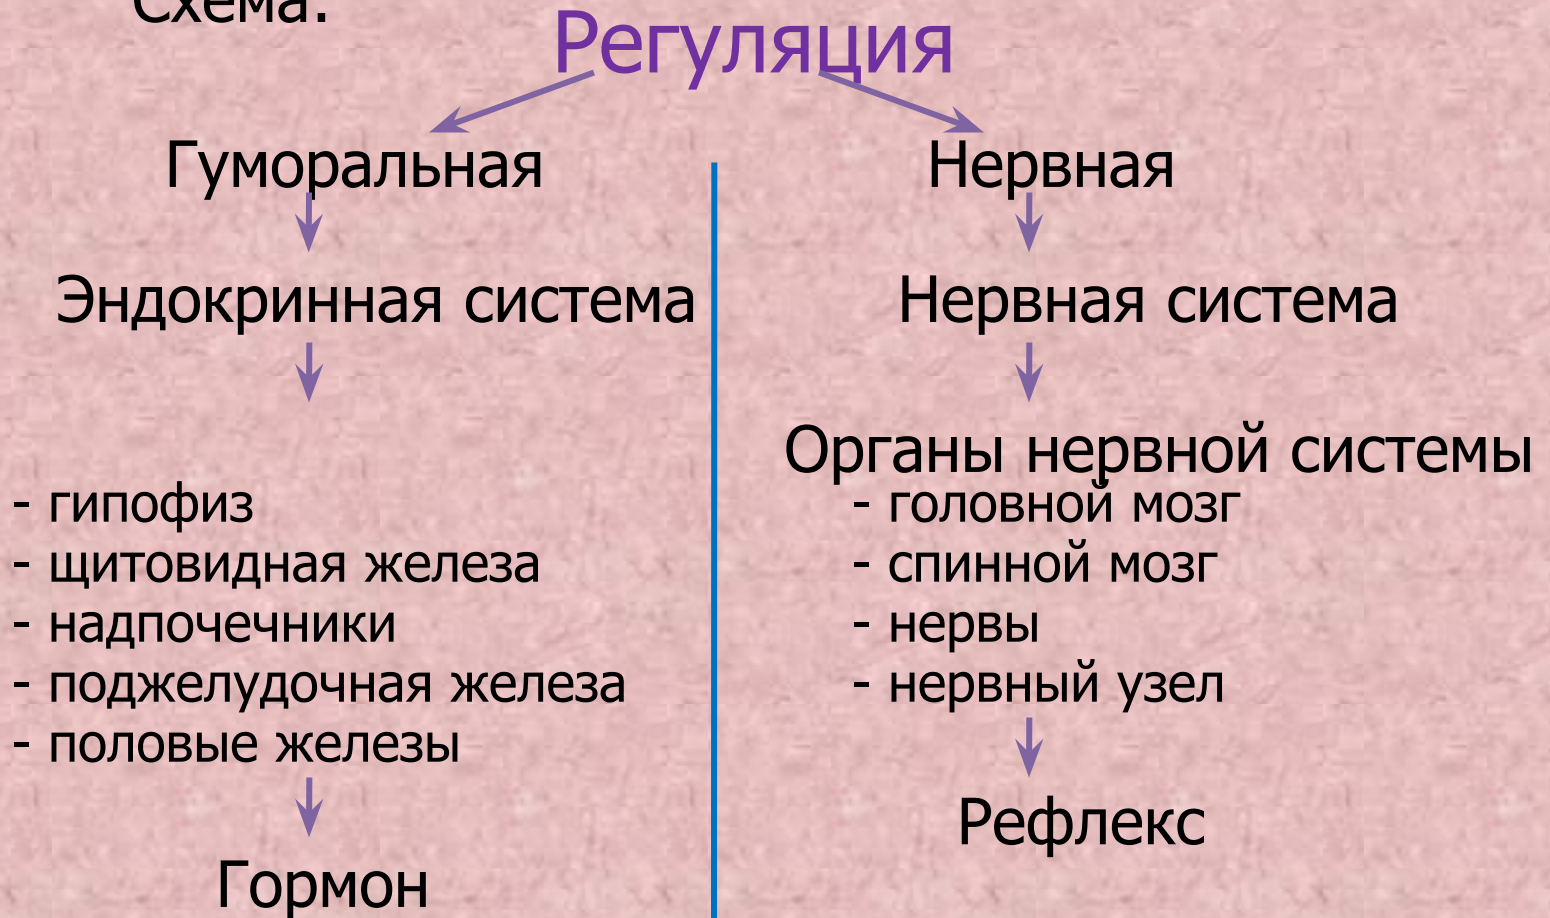 Схема:
Регуляция
Гуморальная
Эндокринная система
- гипофиз
- щитовидная железа
- надпочечники
- поджелудочная железа
- половые железы
Гормон
Нервная
Нервная система
Органы нервной системы
- головной мозг
- спинной мозг
- нервы
- нервный узел
Рефлекс